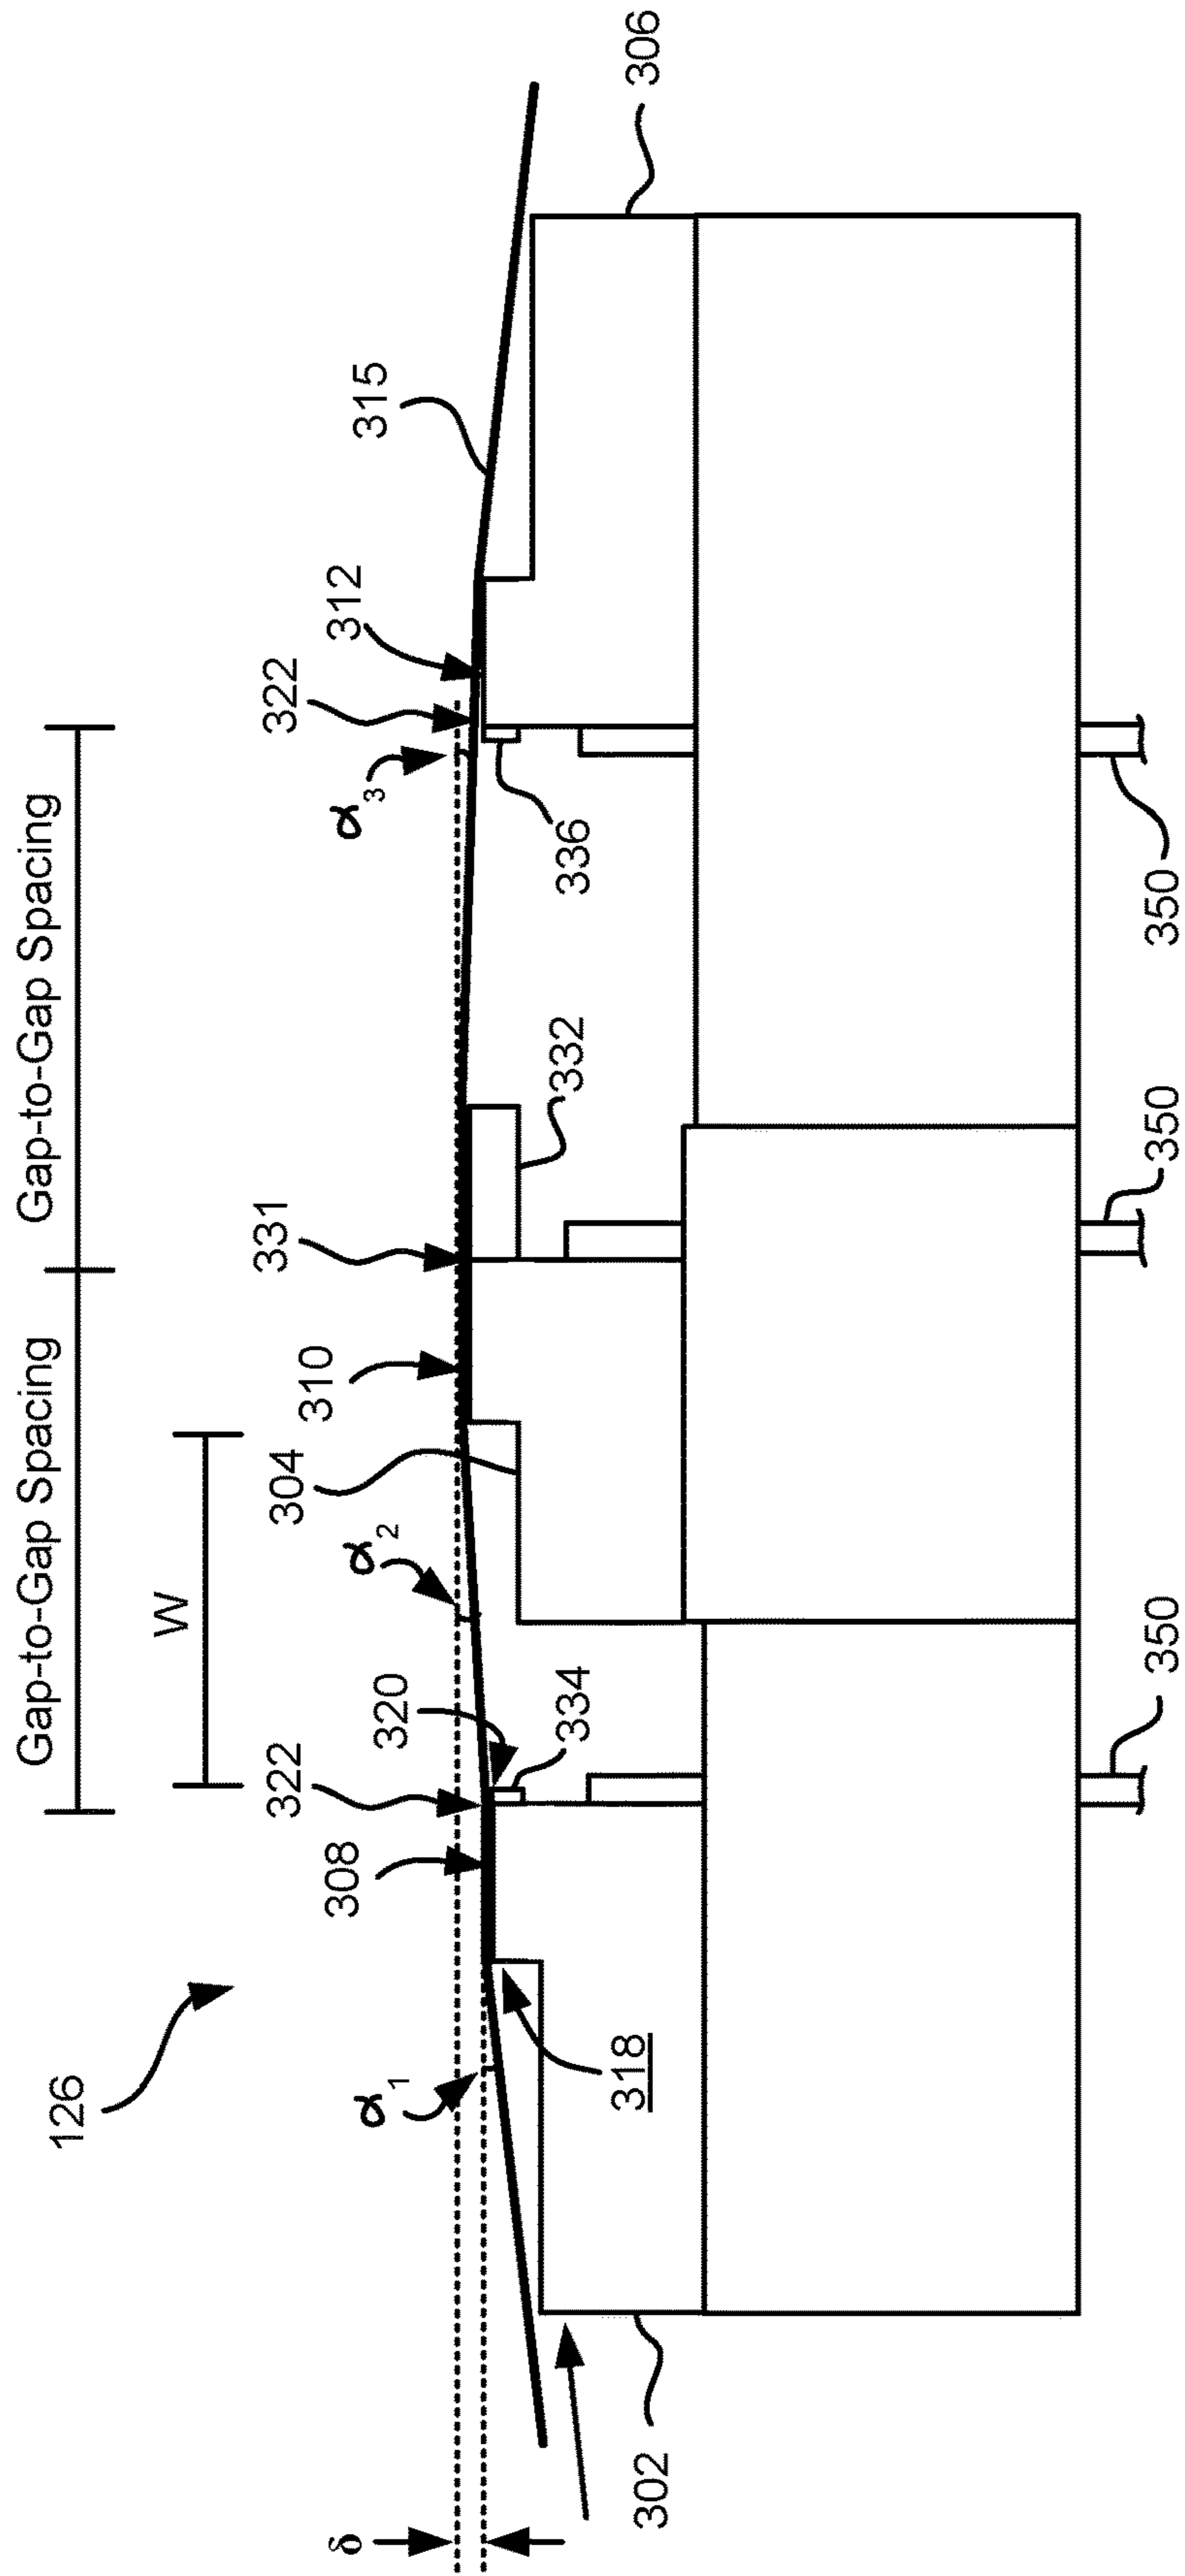 Gap-to-Gap Spacing
Gap-to-Gap Spacing
W
126
δ
α1
308
322
320
334
α2
304
310
331
332
α3
322
312
336
315
306
318
302
350
350
350